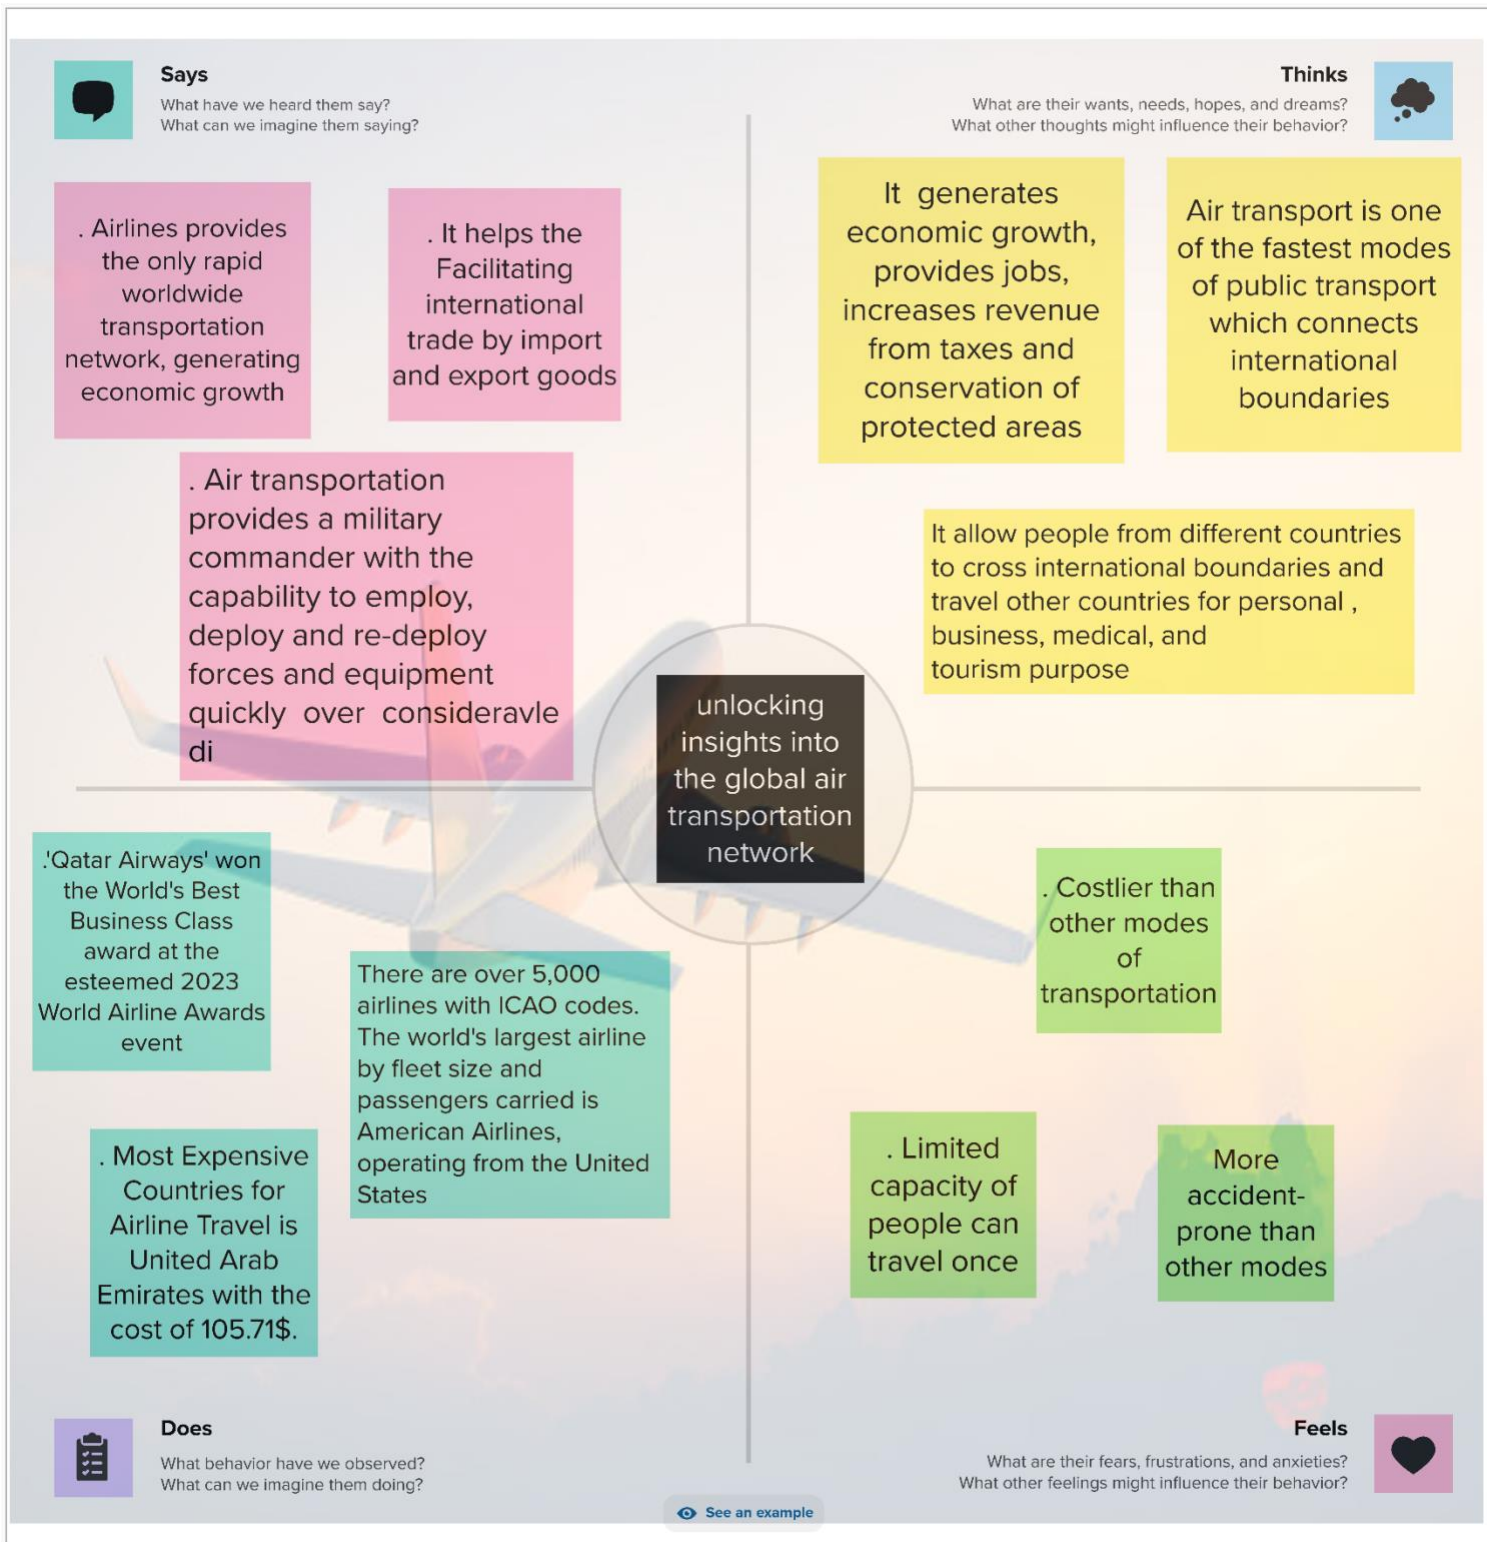 Says
What have we heard them say?
What can we imagine them saying?
Thinks
What are their wants, needs, hopes, and dreams?
What other thoughts might influence their behavior?
. Airlines provides
the only rapid
worldwide
transportation
network, generating
economic growth
. It helps the
Facilitating
international
trade by import
and export goods
. Air transportation
provides a military
commander with the
capability to employ,
deploy and re-deploy
forces and equipment
quickly over consideravle
di
It generates
economic growth,
provides jobs,
increases revenue
from taxes and
conservation of
protected areas
Air transport is one
of the fastest modes
of public transport
which connects
international
boundaries
It allow people from different countries
to cross international boundaries and
travel other countries for personal ,
business, medical, and
tourism purpose
unlocking
insights into
the global air
transportation
network
.'Qatar Airways' won
the World's Best
Business Class
award at the
esteemed 2023
World Airline Awards
event
There are over 5,000
airlines with ICAO codes.
The world's largest airline
by fleet size and
passengers carried is
American Airlines,
operating from the United
States
. Most Expensive
Countries for
Airline Travel is
United Arab
Emirates with the
cost of 105.71$.
. Costlier than
other modes
of
transportation
. Limited
capacity of
people can
travel once
More
accident-
prone than
other modes
Does
What behavior have we observed?
What can we imagine them doing?
Feels
What are their fears, frustrations, and anxieties?
What other feelings might influence their behavior?
See an example